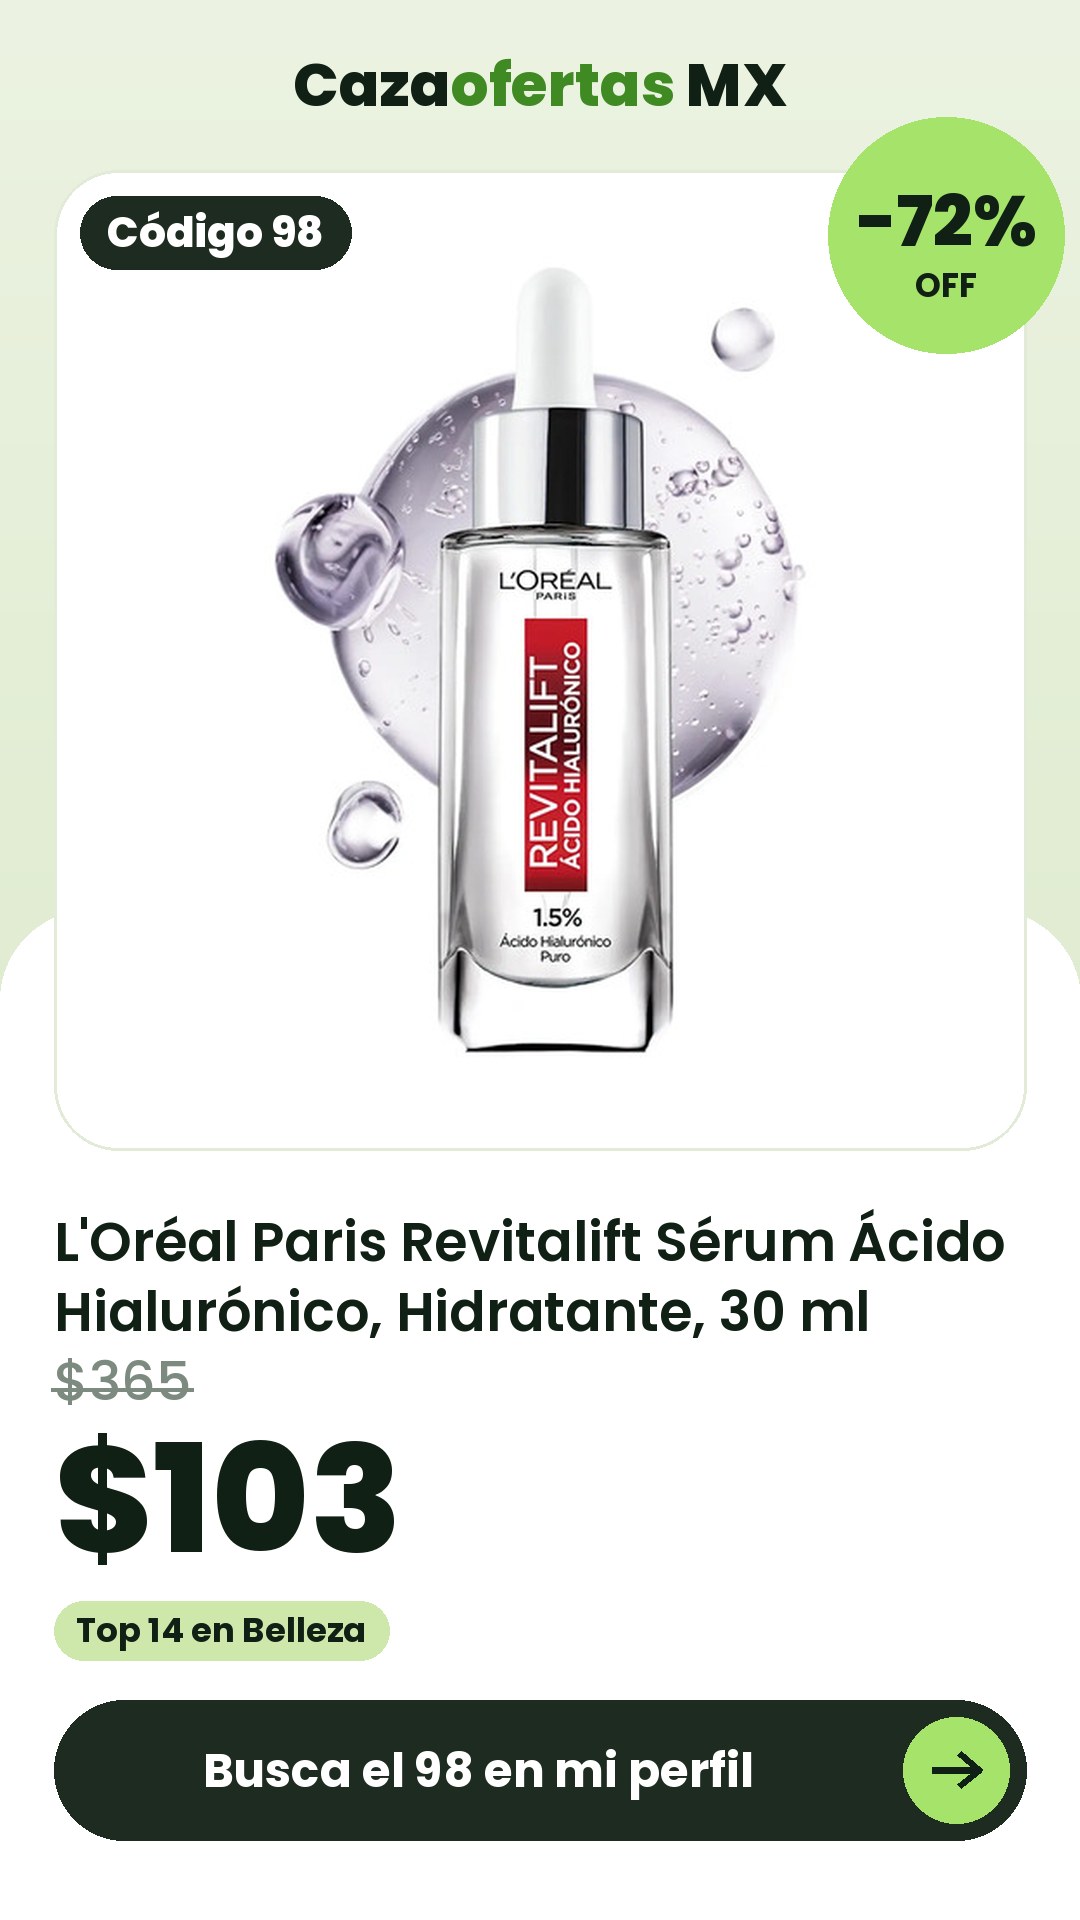 Cazaofertas MX
Código 98
-72%
OFF
L'ORÉAL
PARIS
REVITALIFT
ÁCIDO HIALURÓNICO
1.5%
Ácido Hialurónico
Puro
L'Oréal Paris Revitalift Sérum Ácido
Hialurónico, Hidratante, 30 ml
$365
$103
Top 14 en Belleza
Busca el 98 en mi perfil